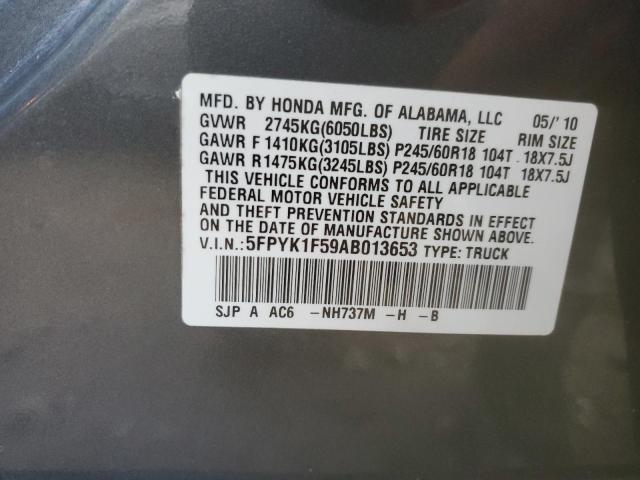 MFD. BY HONDA MFG. OF ALABAMA, LLC 05/'10
GVWR 2745KG(6050LBS) TIRE SIZE RIM SIZE
GAWR F 1410KG(3105LBS) P245/60R18 104T . 18X7.5J
GAWR R 1475KG(3245LBS) P245/60R18 104T 18X7.5J
THIS VEHICLE CONFORMS TO ALL APPLICABLE
FEDERAL MOTOR VEHICLE SAFETY
AND THEFT PREVENTION STANDARDS IN EFFECT
ON THE DATE OF MANUFACTURE SHOWN ABOVE.
V.I.N.: 5FPYK1F59AB013653 TYPE: TRUCK
SJP A AC6 -NH737M -H -B